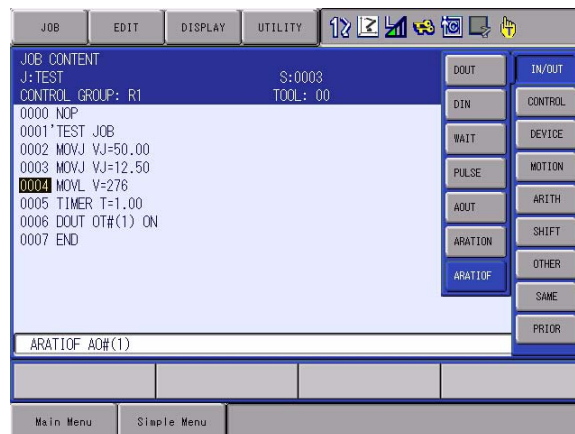 JOB EDIT DISPLAY UTILITY
JOB CONTENT
J:TEST S:0003
CONTROL GROUP: R1 TOOL: 00
0000 NOP
0001'TEST JOB
0002 MOVJ VJ=50.00
0003 MOVJ VJ=12.50
0004 MOVL V=276
0005 TIMER T=1.00
0006 DOUT OT#(1) ON
0007 END
DOUT
DIN
WAIT
PULSE
AOUT
ARATION
ARATIOF
IN/OUT
CONTROL
DEVICE
MOTION
ARITH
SHIFT
OTHER
SAME
PRIOR
ARATIOF AO#(1)
Main Menu Simple Menu